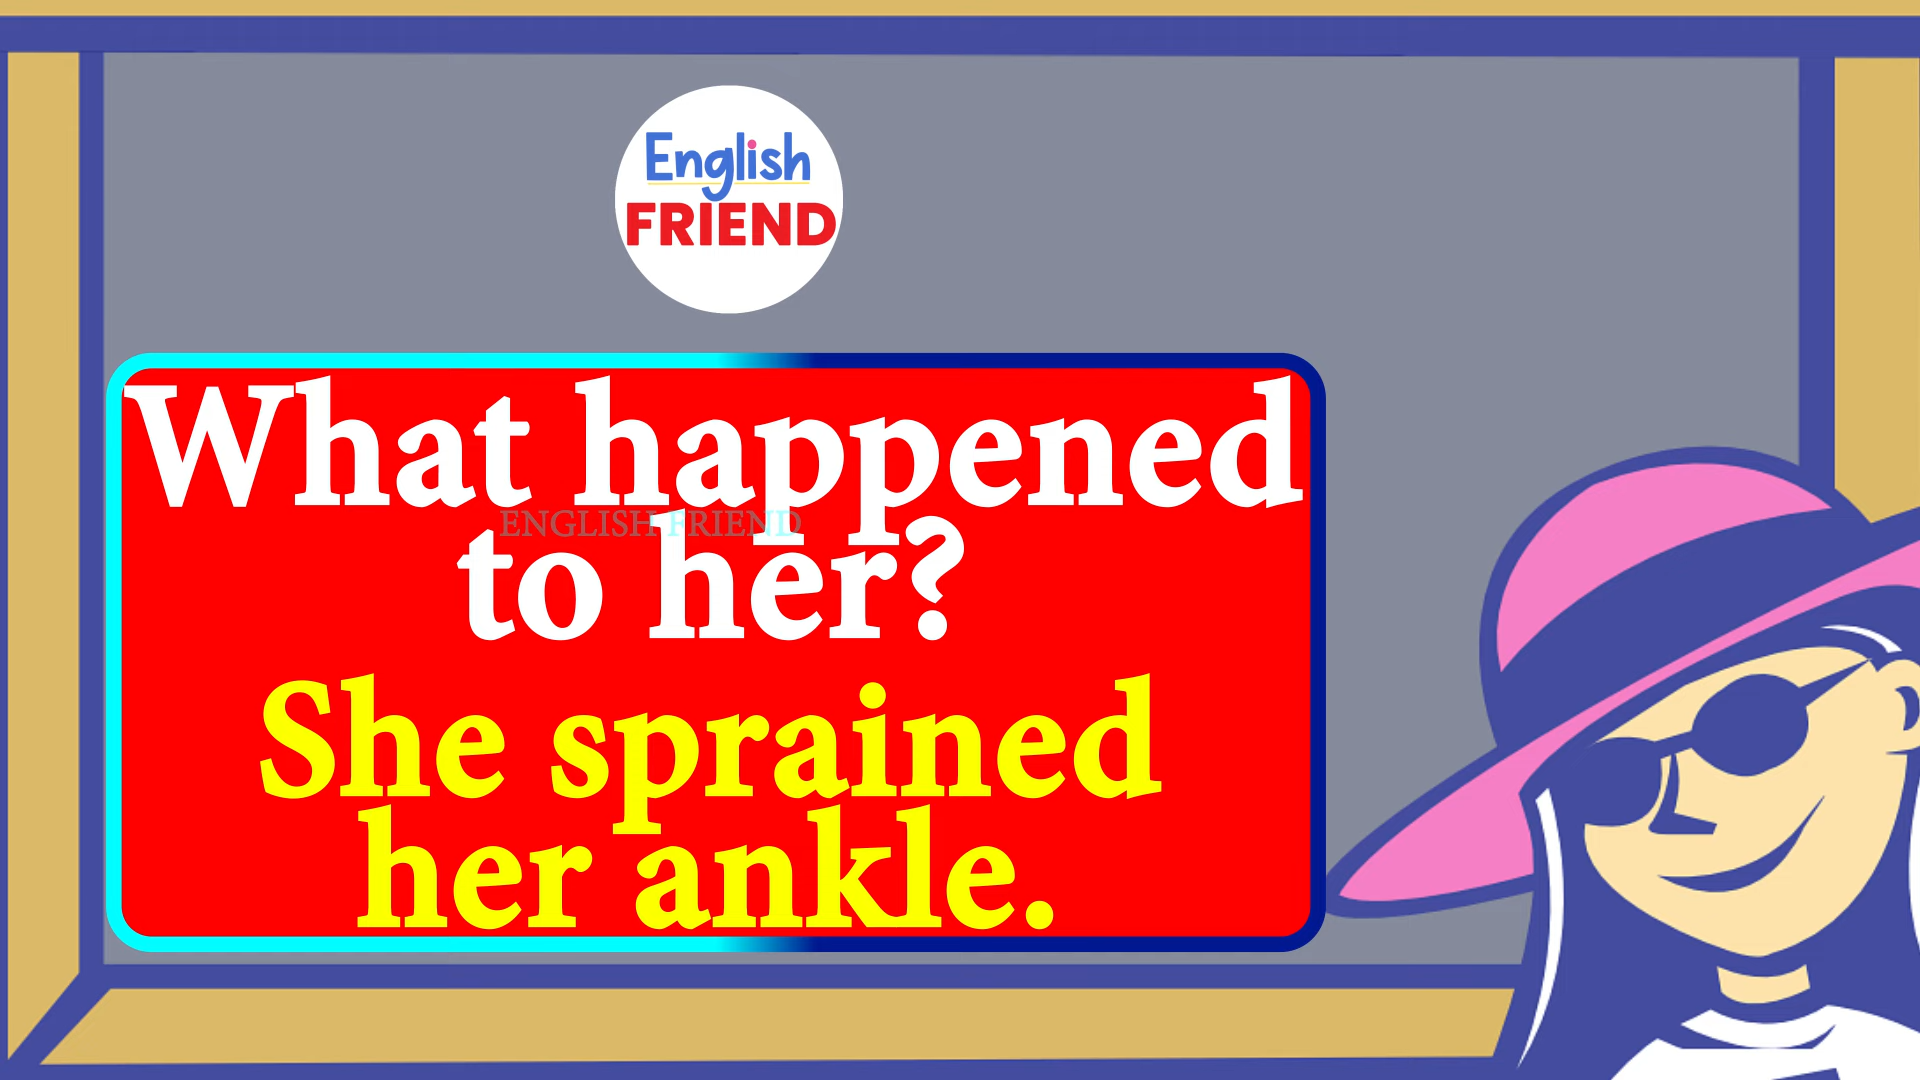 English
FRIEND
What happened
ENGLISH FRIEND
to her?
She sprained
her ankle.